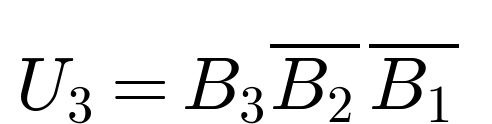 $U_3 = B_3 \overline{B_2} \, \overline{B_1}$